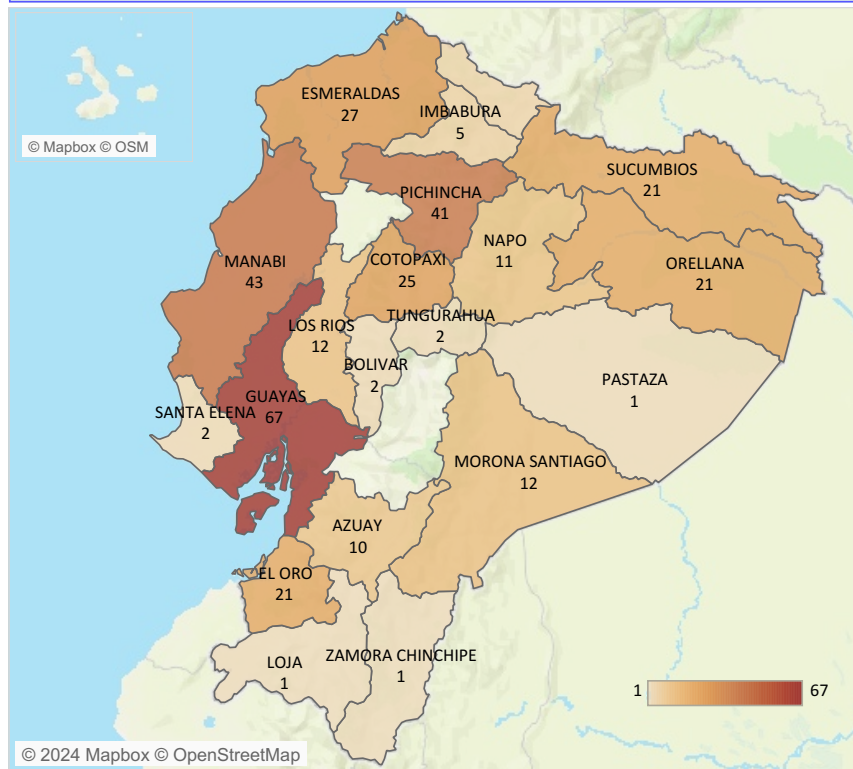 © Mapbox © OSM
ESMERALDAS
27
IMBABURA
5
SUCUMBIOS
21
PICHINCHA
41
NAPO
11
MANABI
43
COTOPAXI
25
ORELLANA
21
TUNGURAHUA
2
LOS RIOS
12
BOLIVAR
2
PASTAZA
1
GUAYAS
67
SANTA ELENA
2
MORONA SANTIAGO
12
AZUAY
10
EL ORO
21
ZAMORA CHINCHIPE
1
LOJA
1
1 67
© 2024 Mapbox © OpenStreetMap